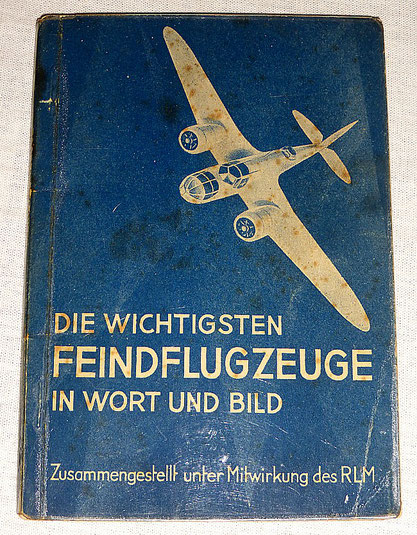 DIE WICHTIGSTEN
FEINDFLUGZEUGE
IN WORT UND BILD
Zusammengestellt unter Mitwirkung des RLM